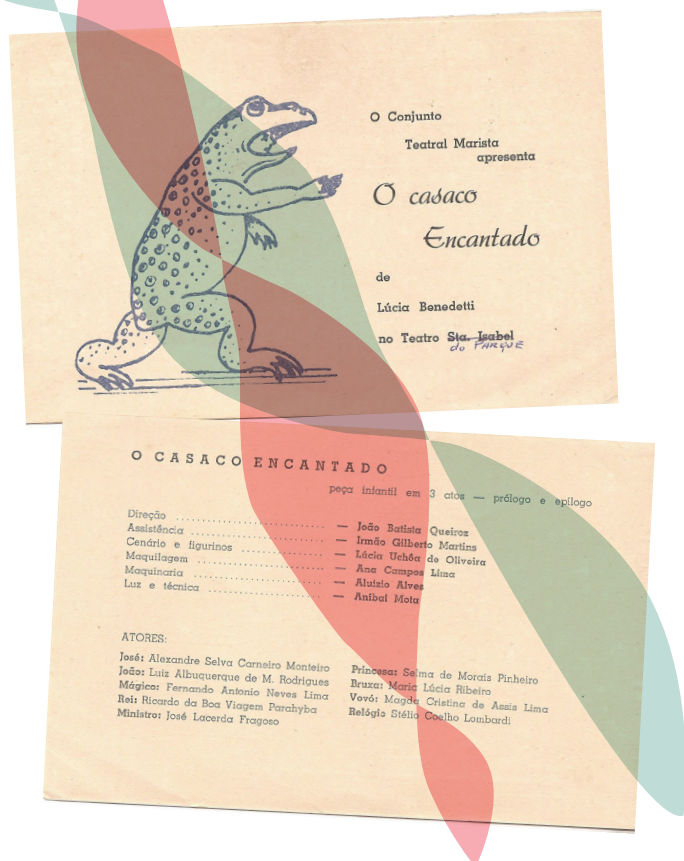 O Conjunto
Teatral Marista
apresenta
O casaco
Encantado
de
Lúcia Benedetti
no Teatro Sta. Isabel
do PARQUE
O CASACO ENCANTADO
peça infantil em 3 atos — prólogo e epílogo
Direção .......... — João Batista Queiroz
Assistência .......... — Irmão Gilberto Martins
Cenário e figurinos .......... — Lúcia Uchôa de Oliveira
Maquilagem .......... — Ana Campos Lima
Maquinaria .......... — Aluizio Alves
Luz e técnica .......... — Anibal Mota
ATORES:
José: Alexandre Selva Carneiro Monteiro
João: Luiz Albuquerque de M. Rodrigues
Mágico: Fernando Antonio Neves Lima
Rei: Ricardo da Boa Viagem Parahyba
Ministro: José Lacerda Fragoso
Princesa: Selma de Morais Pinheiro
Bruxa: Maria Lúcia Ribeiro
Vovó: Magda Cristina de Assis Lima
Relógio Stélio Coelho Lombardi